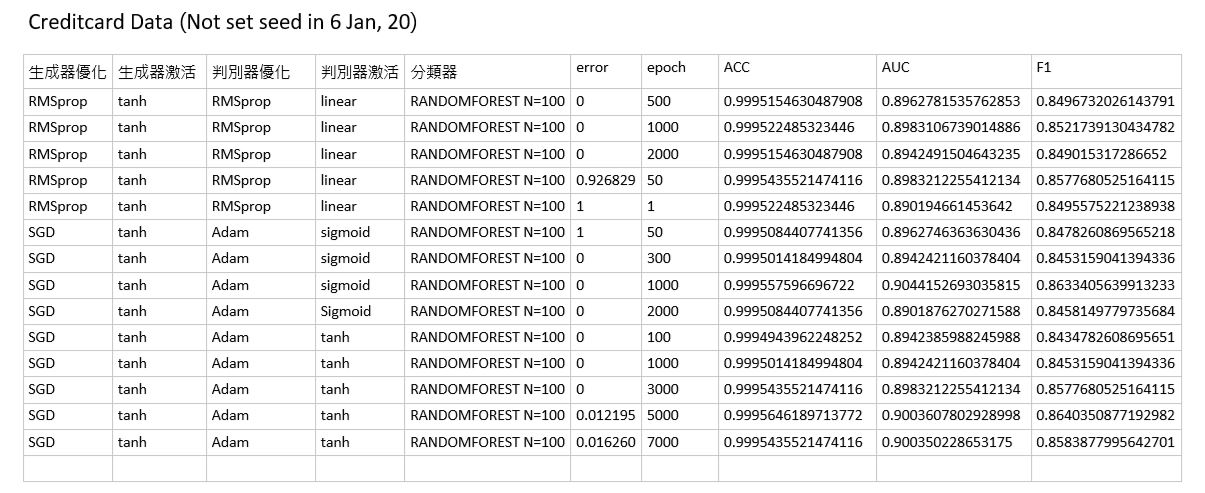 Creditcard Data (Not set seed in 6 Jan, 20)
生成器優化 生成器激活 判別器優化 判別器激活 分類器 error epoch ACC AUC F1
RMSprop tanh RMSprop linear RANDOMFOREST N=100 0 500 0.9995154630487908 0.8962781535762853 0.8496732026143791
RMSprop tanh RMSprop linear RANDOMFOREST N=100 0 1000 0.999522485323446 0.8983106739014886 0.8521739130434782
RMSprop tanh RMSprop linear RANDOMFOREST N=100 0 2000 0.9995154630487908 0.8942491504643235 0.849015317286652
RMSprop tanh RMSprop linear RANDOMFOREST N=100 0.926829 50 0.9995435521474116 0.8983212255412134 0.8577680525164115
RMSprop tanh RMSprop linear RANDOMFOREST N=100 1 1 0.999522485323446 0.890194661453642 0.8495575221238938
SGD tanh Adam sigmoid RANDOMFOREST N=100 1 50 0.9995084407741356 0.8962746363630436 0.8478260869565218
SGD tanh Adam sigmoid RANDOMFOREST N=100 0 300 0.9995014184994804 0.8942421160378404 0.8453159041394336
SGD tanh Adam sigmoid RANDOMFOREST N=100 0 1000 0.999557596696722 0.9044152693035815 0.8633405639913233
SGD tanh Adam Sigmoid RANDOMFOREST N=100 0 2000 0.9995084407741356 0.8901876270271588 0.8458149779735684
SGD tanh Adam tanh RANDOMFOREST N=100 0 100 0.9994943962248252 0.8942385988245988 0.8434782608695651
SGD tanh Adam tanh RANDOMFOREST N=100 0 1000 0.9995014184994804 0.8942421160378404 0.8453159041394336
SGD tanh Adam tanh RANDOMFOREST N=100 0 3000 0.9995435521474116 0.8983212255412134 0.8577680525164115
SGD tanh Adam tanh RANDOMFOREST N=100 0.012195 5000 0.9995646189713772 0.9003607802928998 0.8640350877192982
SGD tanh Adam tanh RANDOMFOREST N=100 0.016260 7000 0.9995435521474116 0.900350228653175 0.8583877995642701